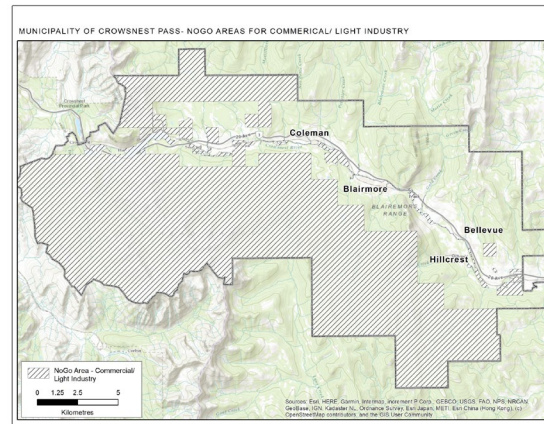 MUNICIPALITY OF CROWSNEST PASS- NOGO AREAS FOR COMMERICAL/ LIGHT INDUSTRY
Crowsnest
Provincial Park
Coleman
Blairmore
BLAIRMORE
RANGE
Bellevue
Hillcrest
NoGo Area - Commercial/
Light Industry
0 1.25 2.5 5
Kilometres
Sources: Esri, HERE, Garmin, Intermap, increment P Corp., GEBCO, USGS, FAO, NPS, NRCAN,
GeoBase, IGN, Kadaster NL, Ordnance Survey, Esri Japan, METI, Esri China (Hong Kong), (c)
OpenStreetMap contributors, and the GIS User Community